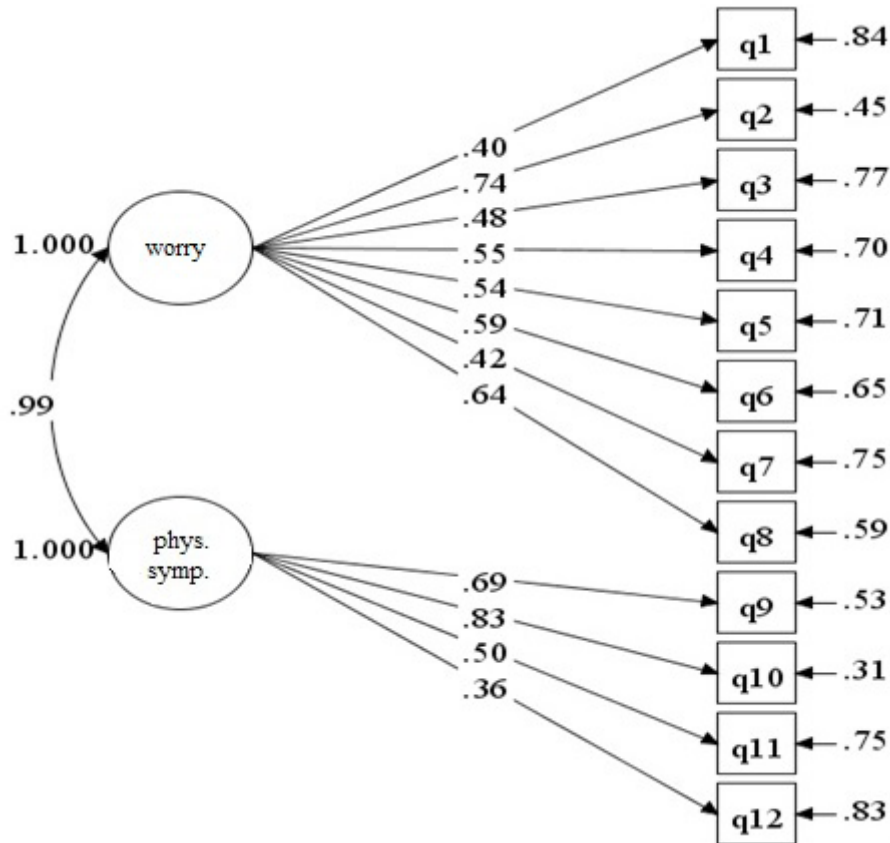 q1
.84
q2
.45
.40
.74
q3
.77
.48
1.000
worry
.55
q4
.70
.54
q5
.71
.59
.42
q6
.65
.64
.99
q7
.75
1.000
phys.
symp.
q8
.59
.69
q9
.53
.83
.50
q10
.31
.36
q11
.75
q12
.83